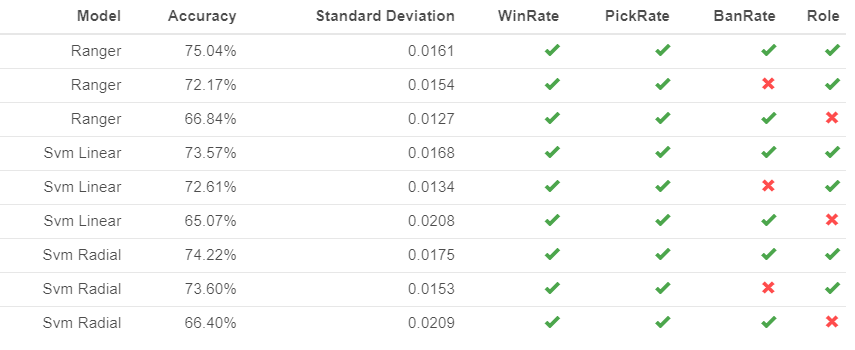 Model Accuracy Standard Deviation WinRate PickRate BanRate Role
Ranger 75.04% 0.0161 ✔ ✔ ✔ ✔
Ranger 72.17% 0.0154 ✔ ✔ ✖ ✔
Ranger 66.84% 0.0127 ✔ ✔ ✔ ✖
Svm Linear 73.57% 0.0168 ✔ ✔ ✔ ✔
Svm Linear 72.61% 0.0134 ✔ ✔ ✖ ✔
Svm Linear 65.07% 0.0208 ✔ ✔ ✔ ✖
Svm Radial 74.22% 0.0175 ✔ ✔ ✔ ✔
Svm Radial 73.60% 0.0153 ✔ ✔ ✖ ✔
Svm Radial 66.40% 0.0209 ✔ ✔ ✔ ✖